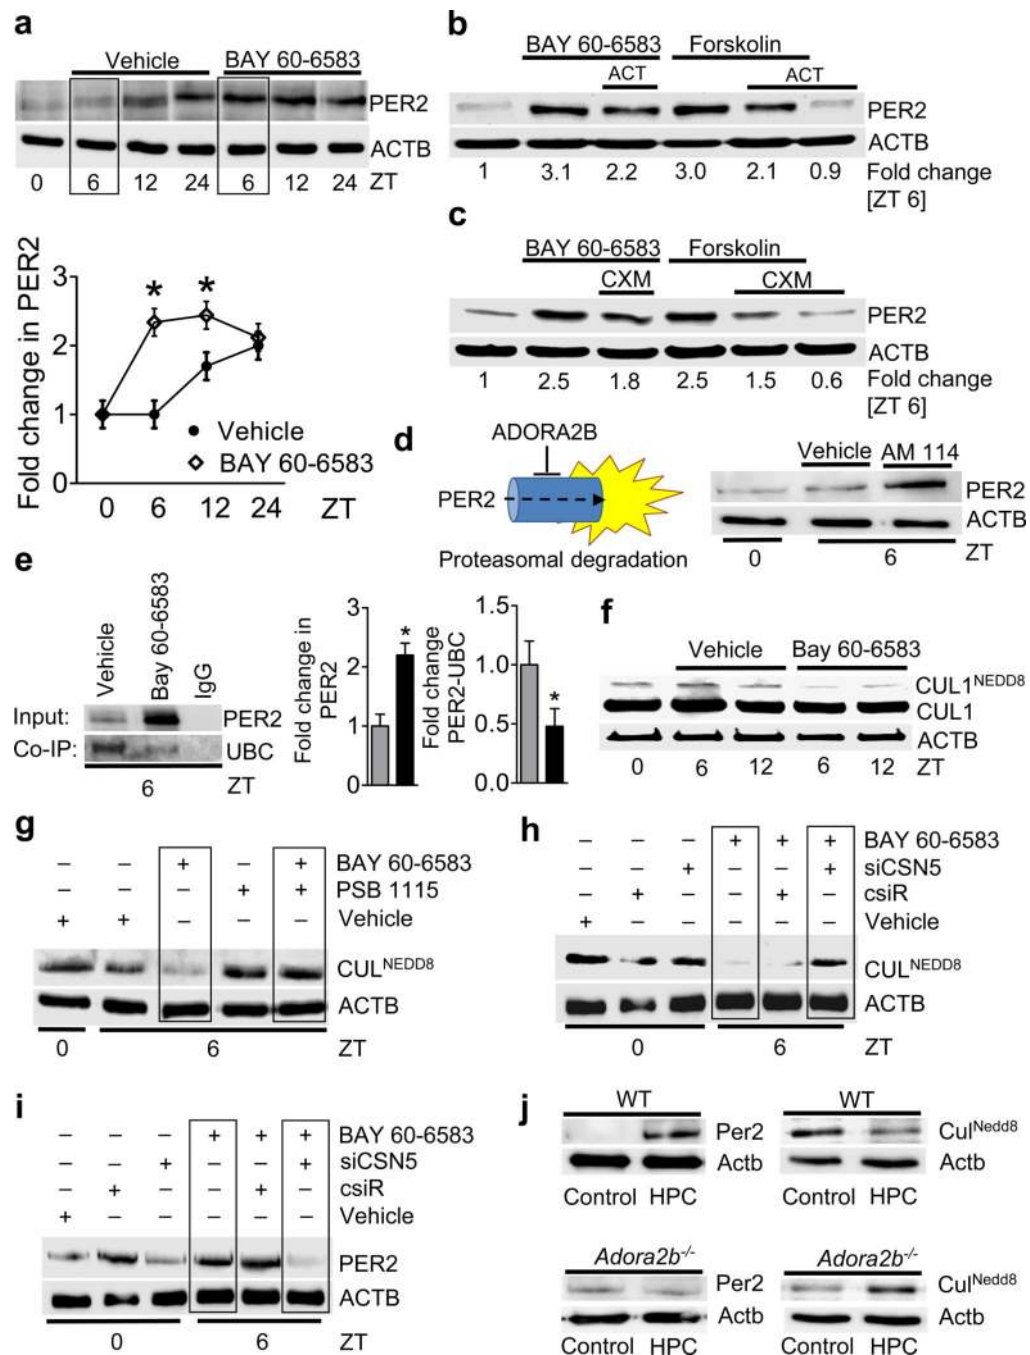 a
Vehicle BAY 60-6583
PER2
ACTB
0 6 12 24 6 12 24 ZT
Fold change in PER2
3
2
1
0
* *
Vehicle
BAY 60-6583
0 6 12 24 ZT
b
BAY 60-6583 Forskolin
ACT ACT
PER2
ACTB
1 3.1 2.2 3.0 2.1 0.9 Fold change
[ZT 6]
c
BAY 60-6583 Forskolin
CXM CXM
PER2
ACTB
1 2.5 1.8 2.5 1.5 0.6 Fold change
[ZT 6]
d
ADORA2B
PER2
Proteasomal degradation
Vehicle AM 114
PER2
ACTB
0 6 ZT
e
Vehicle Bay 60-6583 IgG
Input: PER2
Co-IP: UBC
6 ZT
Fold change in
PER2
3
2
1
0
*
Fold change
PER2-UBC
1.5
1.0
0.5
0.0
*
f
Vehicle Bay 60-6583
CUL1NEDD8
CUL1
ACTB
0 6 12 6 12 ZT
g
– – + – + BAY 60-6583
– – – + + PSB 1115
+ + – – – Vehicle
CULNEDD8
ACTB
0 6 ZT
h
– – – + + + BAY 60-6583
– – + – – + siCSN5
– + – – + – csiR
+ – – – – – Vehicle
CULNEDD8
ACTB
0 6 ZT
i
– – – + + + BAY 60-6583
– – + – – + siCSN5
– + – – + – csiR
+ – – – – – Vehicle
PER2
ACTB
0 6 ZT
j
WT WT
Per2 CulNedd8
Actb Actb
Control HPC Control HPC
Adora2b-/- Adora2b-/-
Per2 CulNedd8
Actb Actb
Control HPC Control HPC